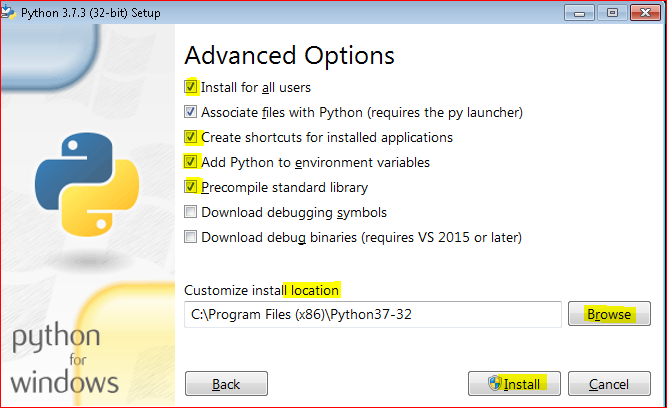 Python 3.7.3 (32-bit) Setup
Advanced Options
Install for all users
Associate files with Python (requires the py launcher)
Create shortcuts for installed applications
Add Python to environment variables
Precompile standard library
Download debugging symbols
Download debug binaries (requires VS 2015 or later)
Customize install location
C:\Program Files (x86)\Python37-32
Browse
python
for
windows
Back
Install
Cancel